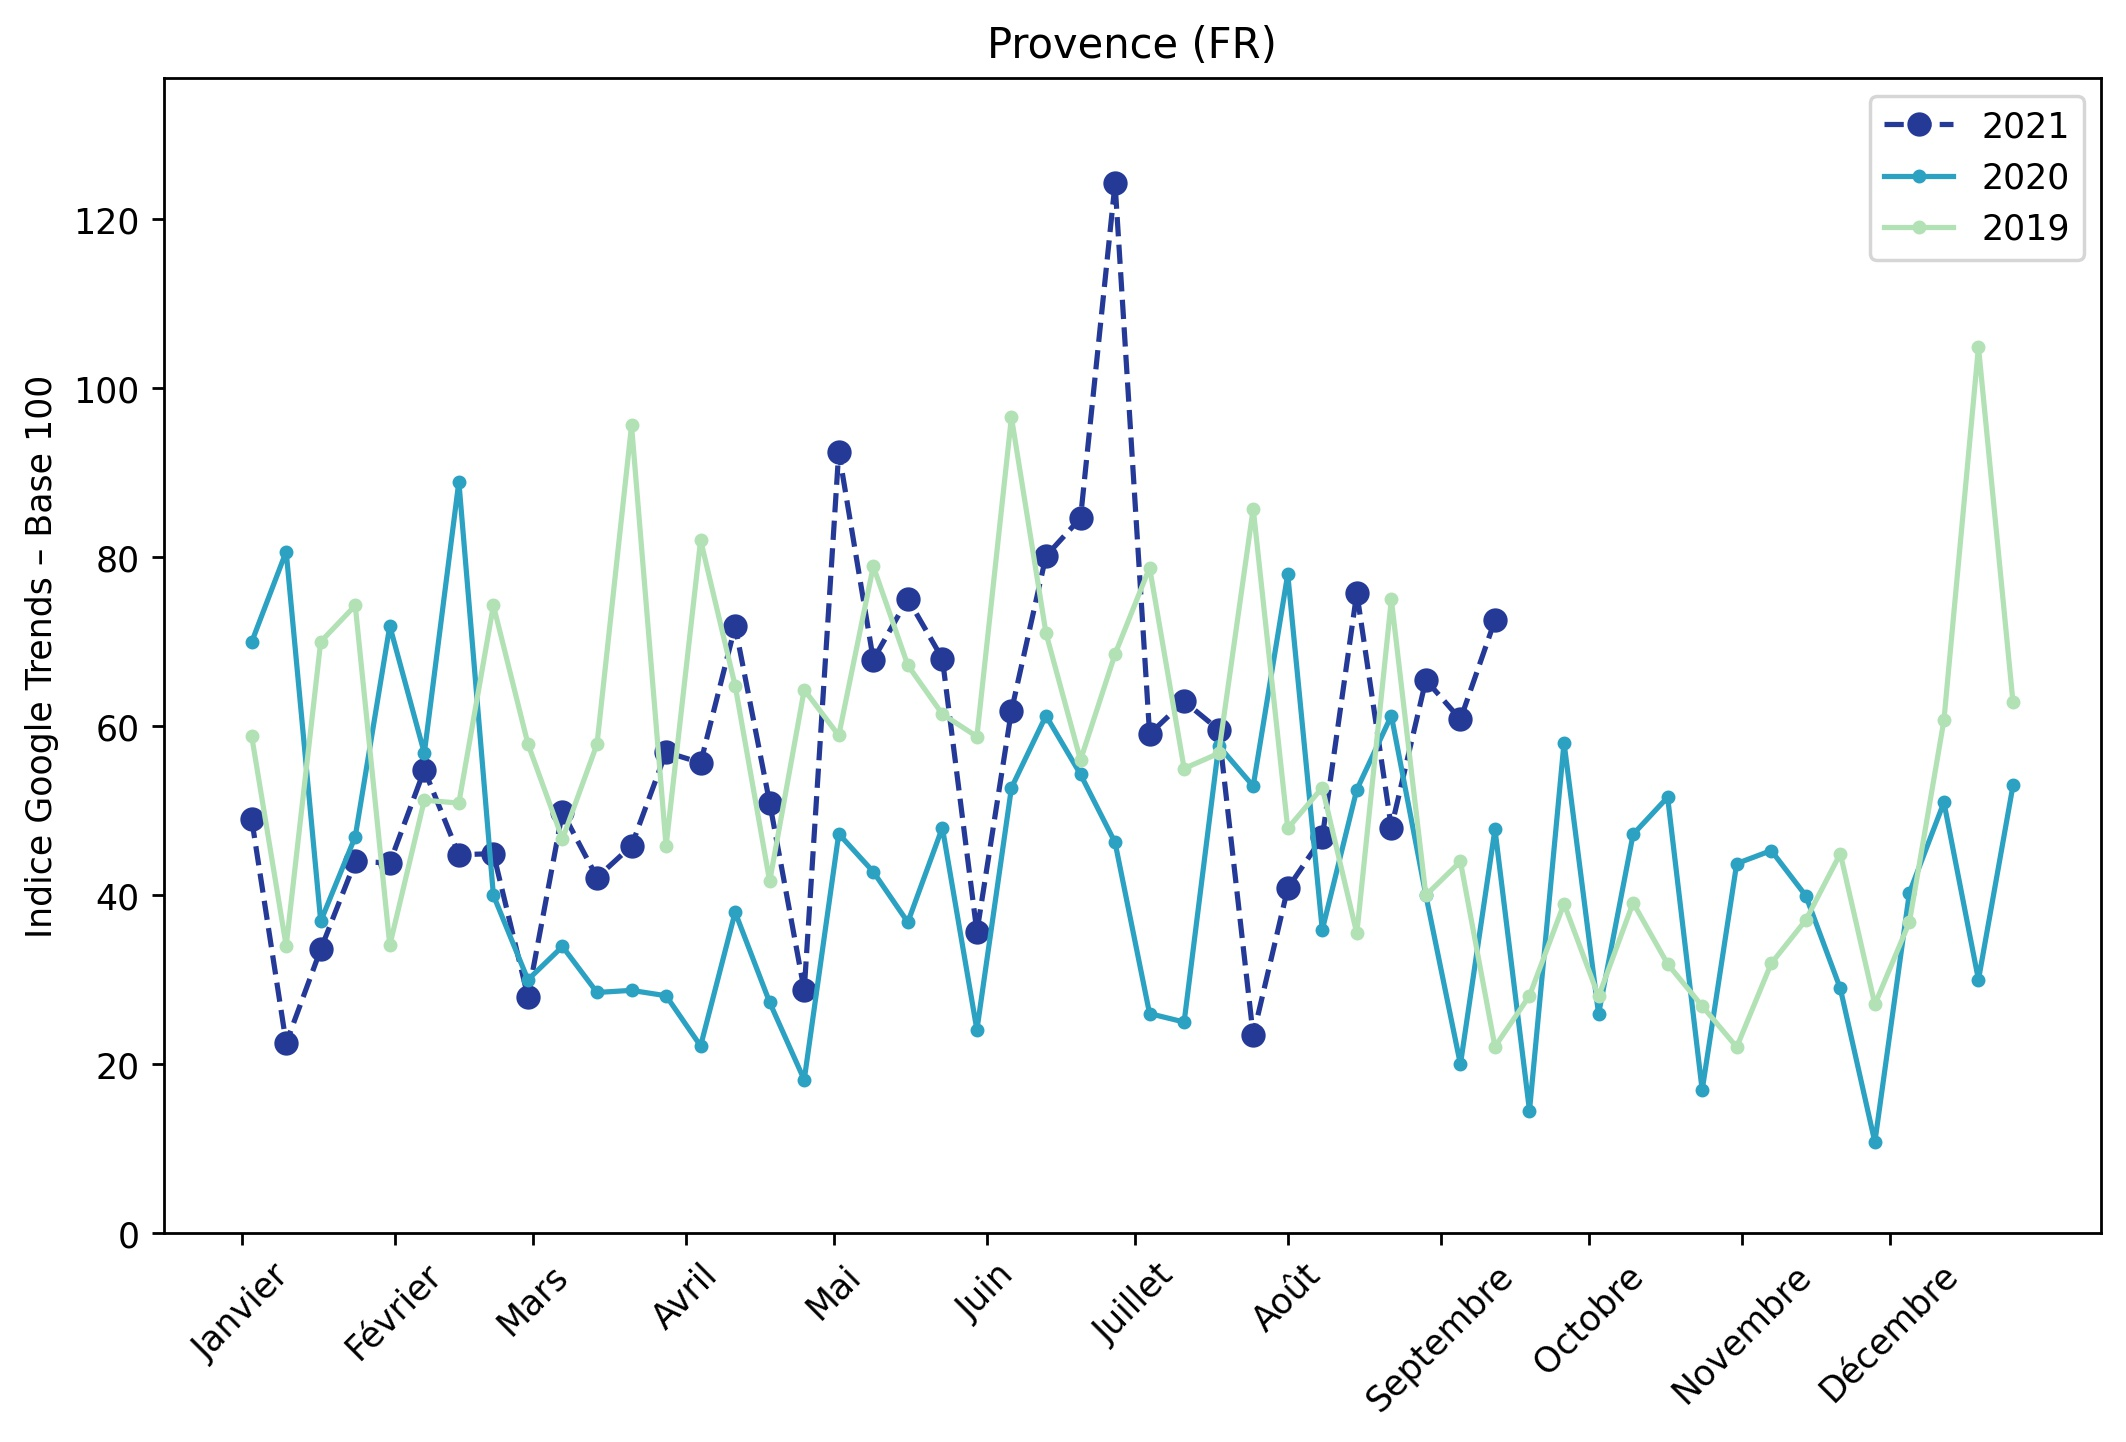 Provence (FR)
2021
2020
2019
Indice Google Trends – Base 100
120
100
80
60
40
20
0
Janvier
Février
Mars
Avril
Mai
Juin
Juillet
Août
Septembre
Octobre
Novembre
Décembre